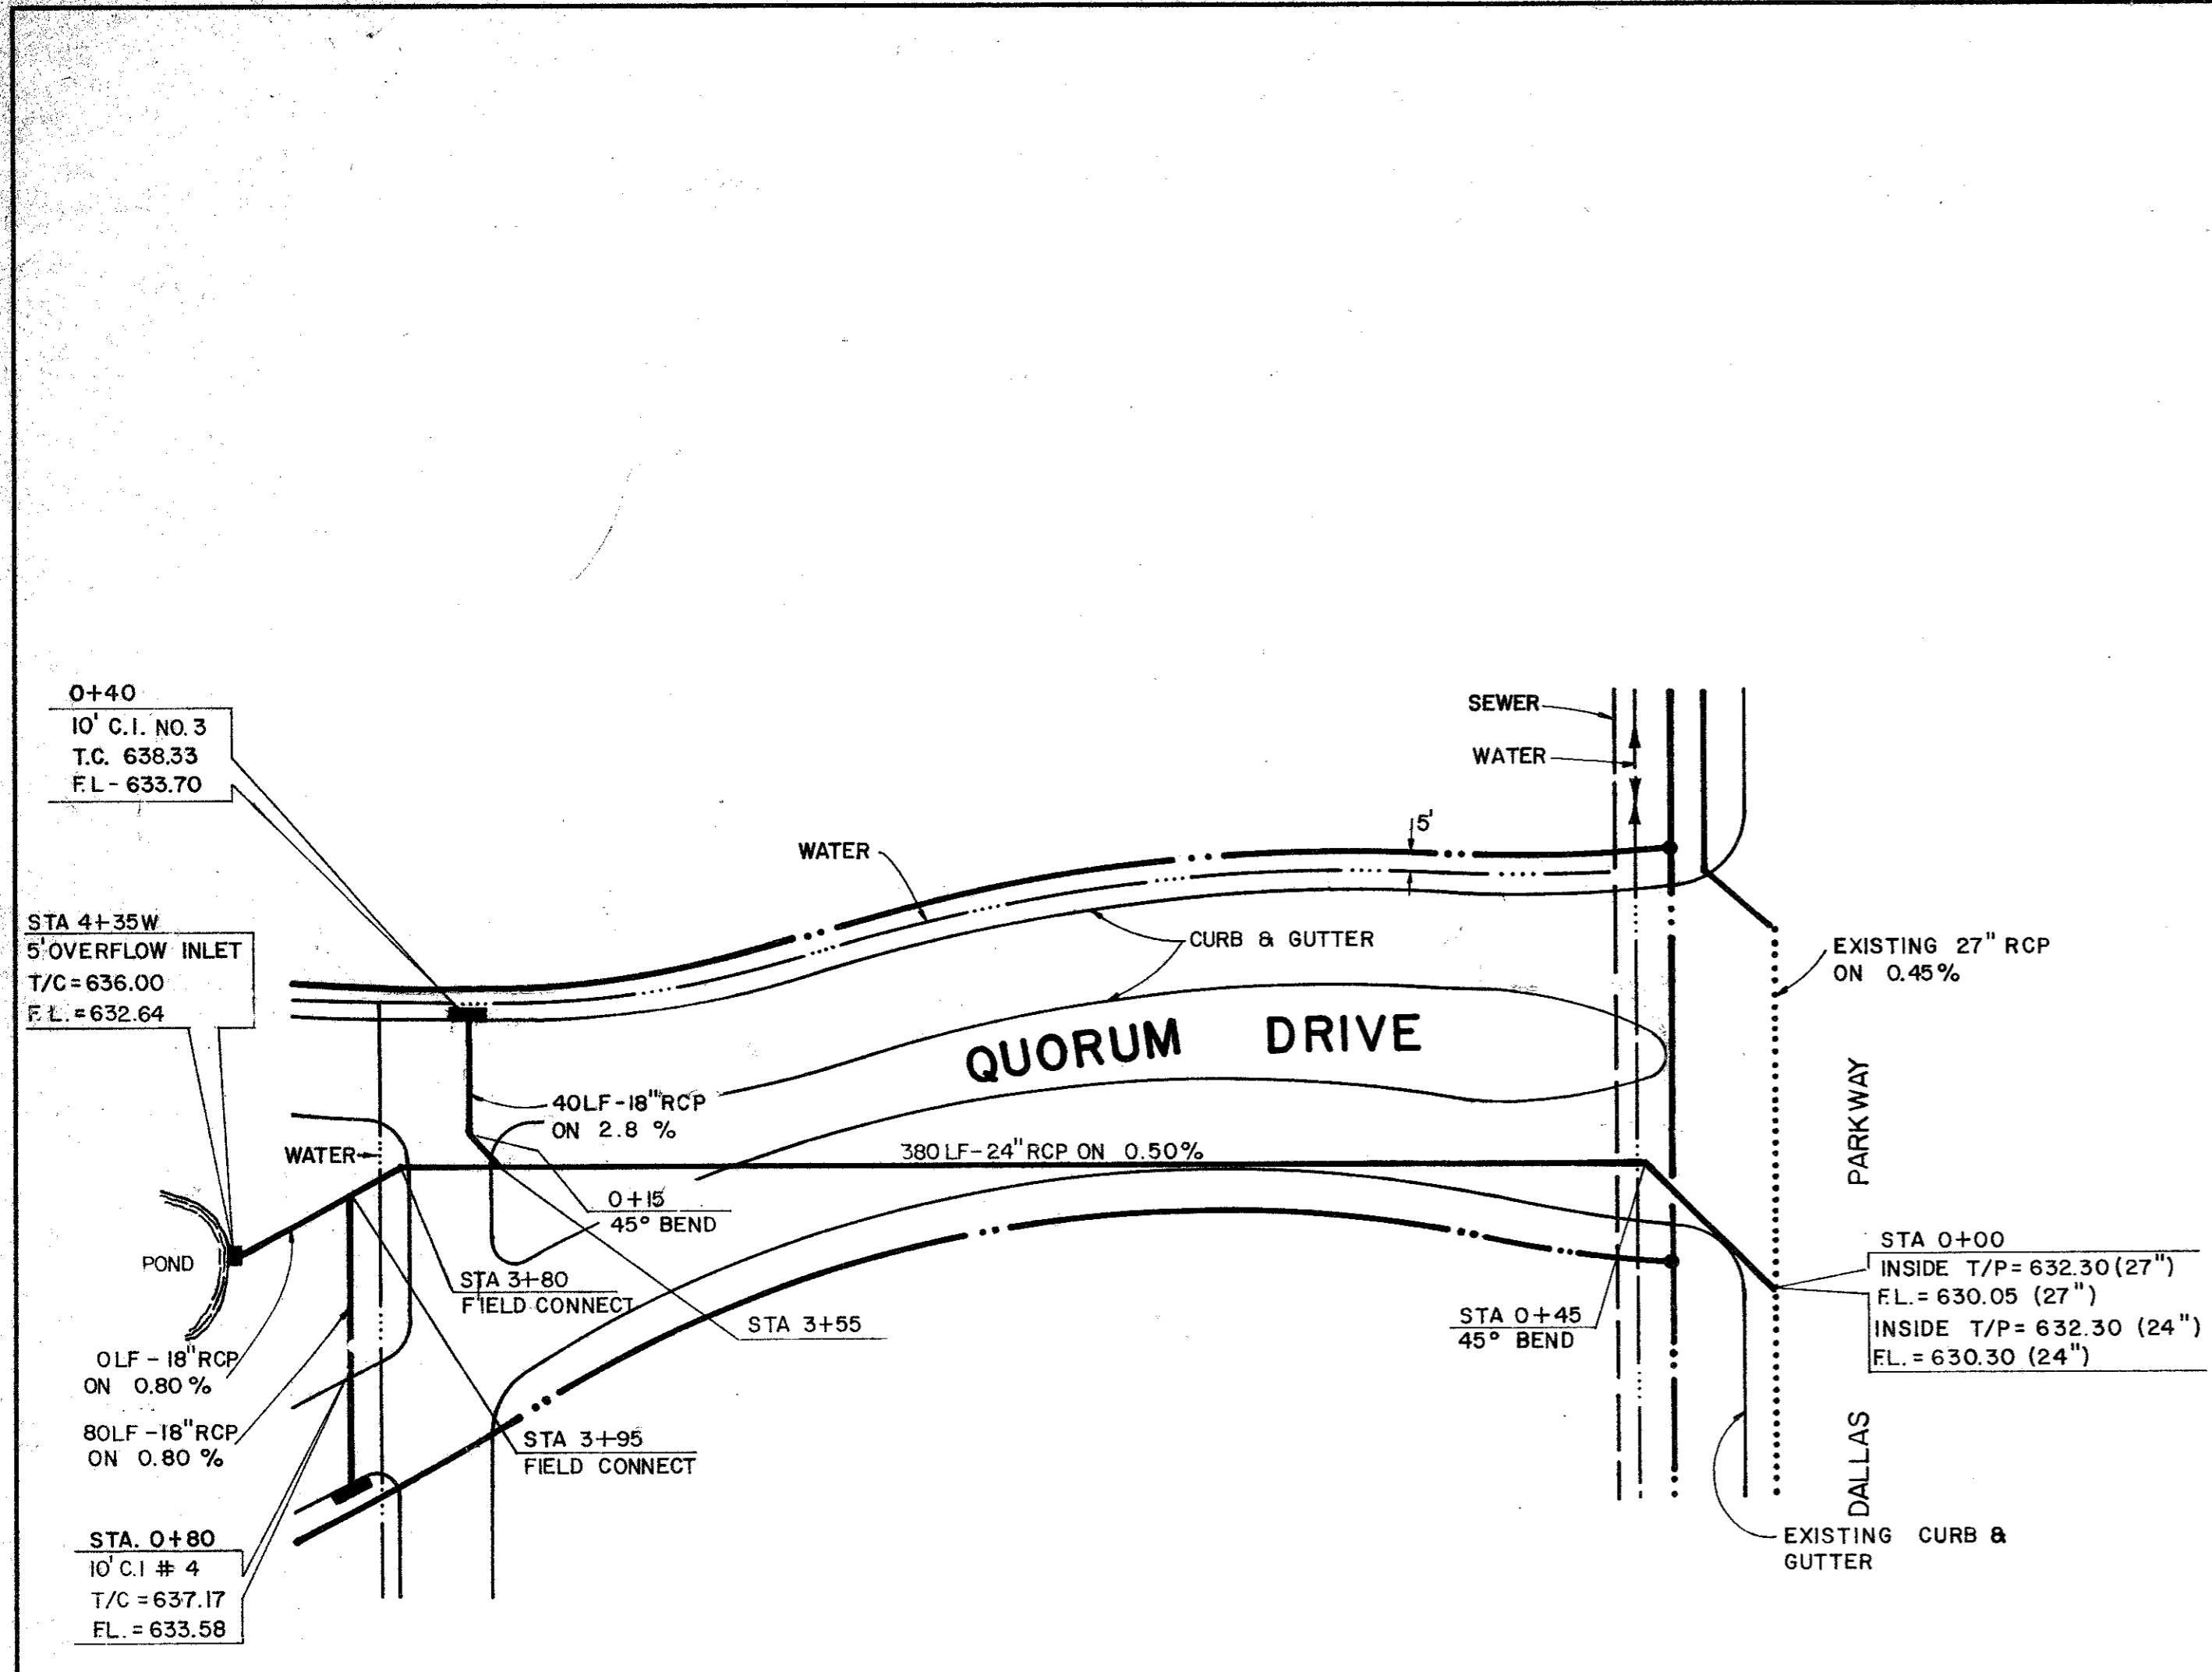 0+40
10' C.I. NO. 3
T.C. 638.33
F.L - 633.70
STA 4+35W
5' OVERFLOW INLET
T/C = 636.00
F.L. = 632.64
SEWER
WATER
5'
WATER
CURB & GUTTER
EXISTING 27" RCP
ON 0.45%
QUORUM DRIVE
40LF-18"RCP
ON 2.8 %
380 LF-24" RCP ON 0.50%
WATER
0+15
45° BEND
POND
STA 3+80
FIELD CONNECT
STA 3+55
STA 0+45
45° BEND
PARKWAY
STA 0+00
INSIDE T/P= 632.30 (27")
F.L. = 630.05 (27")
INSIDE T/P= 632.30 (24")
F.L. = 630.30 (24")
0LF - 18"RCP
ON 0.80 %
80LF -18"RCP
ON 0.80 %
STA 3+95
FIELD CONNECT
DALLAS
EXISTING CURB &
GUTTER
STA. 0+80
10' C.I # 4
T/C = 637.17
F.L. = 633.58